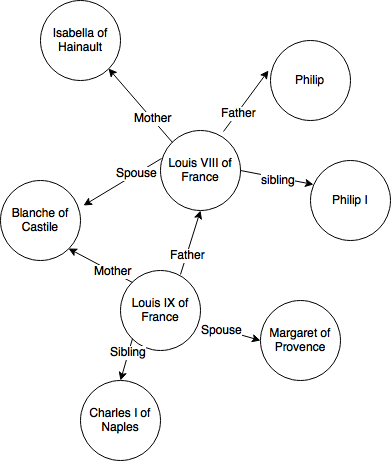 Isabella of
Hainault
Philip
Father
Mother
Louis VIII of
France
Spouse
sibling
Philip I
Blanche of
Castile
Father
Mother
Louis IX of
France
Spouse
Margaret of
Provence
Sibling
Charles I of
Naples